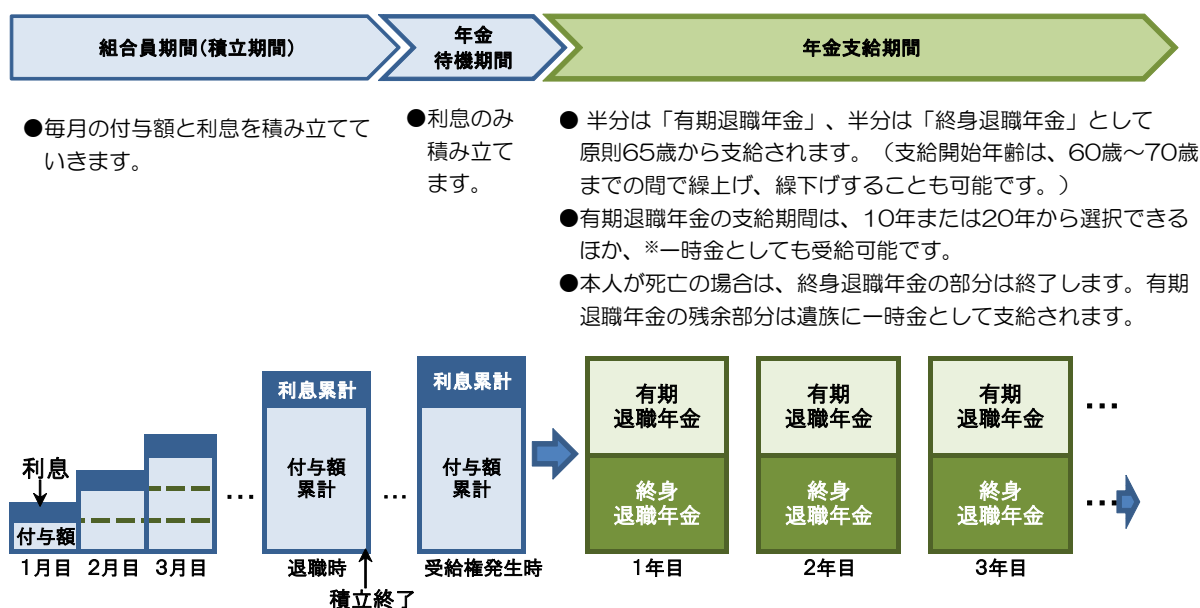 組合員期間（積立期間）
年金
待機期間
年金支給期間
●毎月の付与額と利息を積み立てて
いきます。
●利息のみ
積み立て
ます。
● 半分は「有期退職年金」、半分は「終身退職年金」として
原則65歳から支給されます。（支給開始年齢は、60歳～70歳
までの間で繰上げ、繰下げすることも可能です。）
●有期退職年金の支給期間は、10年または20年から選択できる
ほか、※一時金としても受給可能です。
●本人が死亡の場合は、終身退職年金の部分は終了します。有期
退職年金の残余部分は遺族に一時金として支給されます。
利息
付与額
1月目
2月目
3月目
…
利息累計
付与額
累計
退職時
積立終了
…
利息累計
付与額
累計
受給権発生時
有期
退職年金
終身
退職年金
1年目
有期
退職年金
終身
退職年金
2年目
有期
退職年金
終身
退職年金
3年目
…
…